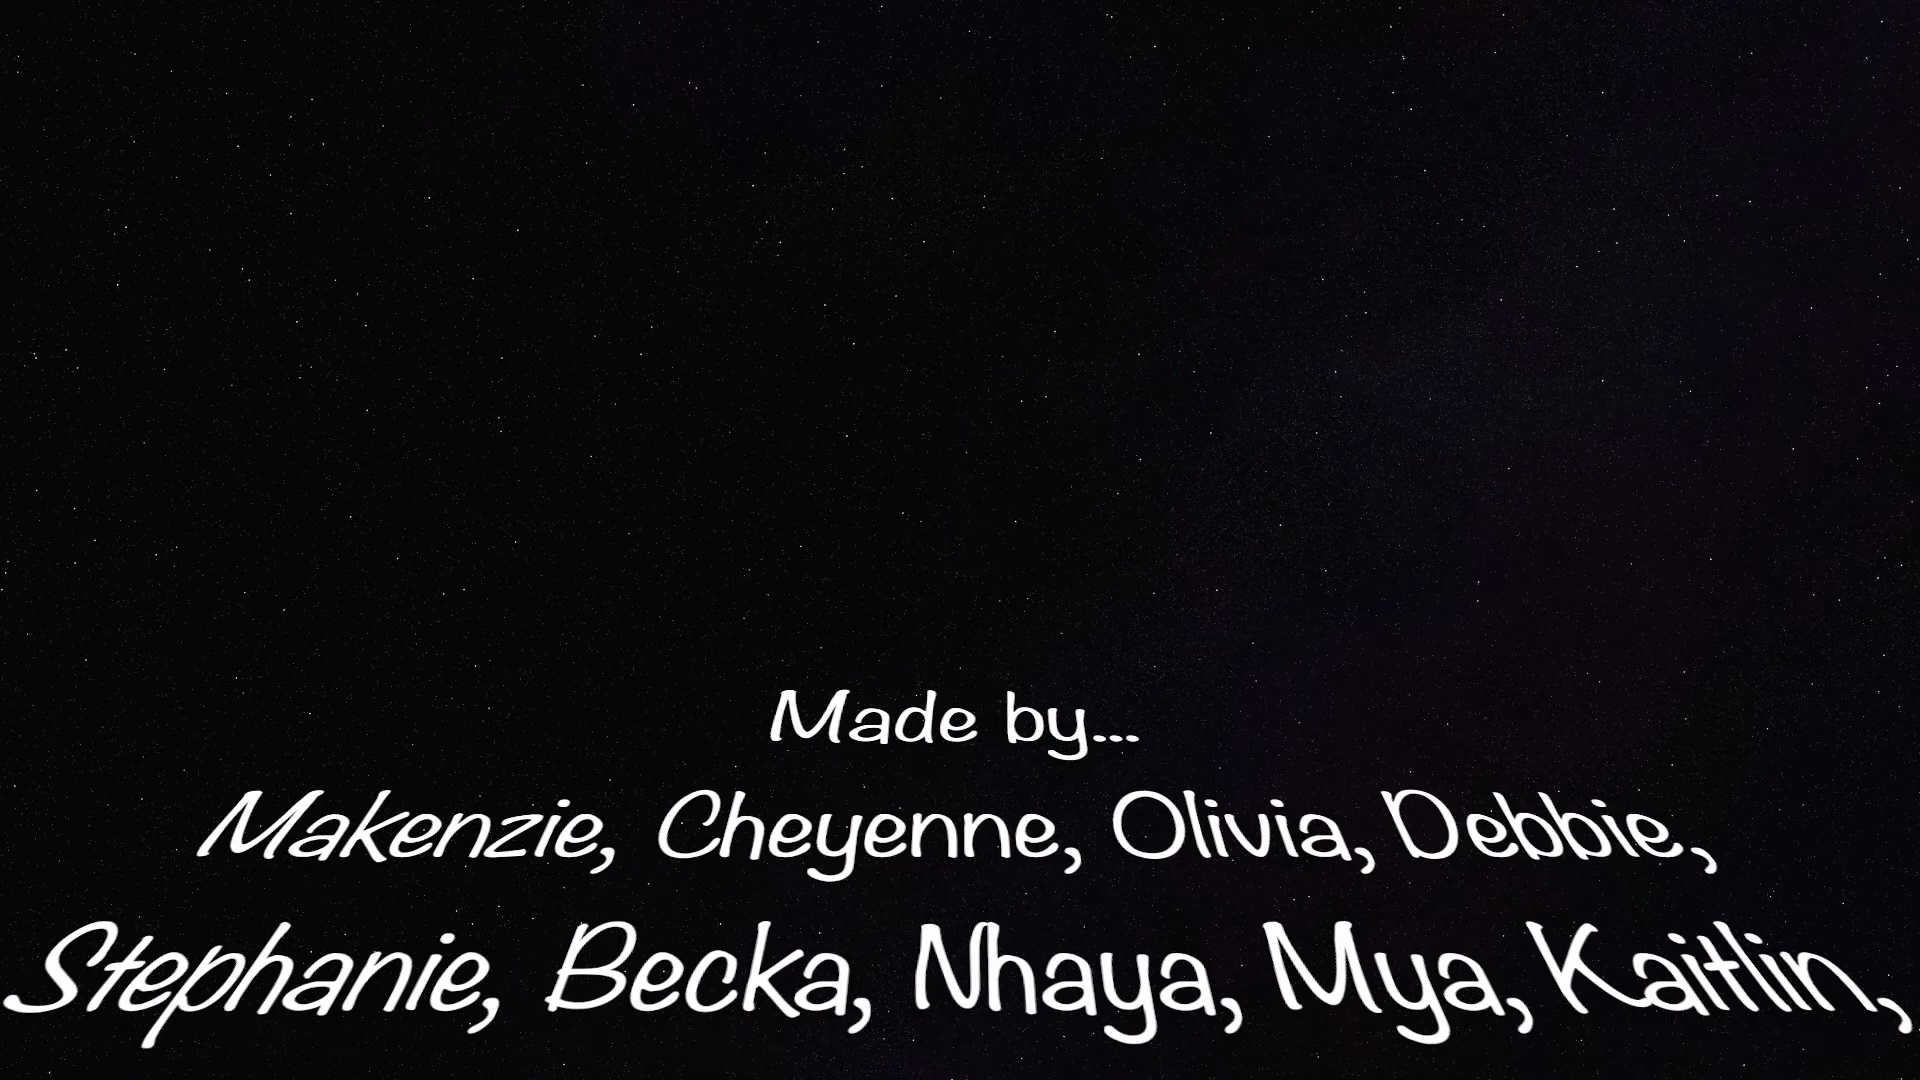 Made by...
Makenzie, Cheyenne, Olivia, Debbie,
Stephanie, Becka, Nhaya, Mya, Kaitlin,